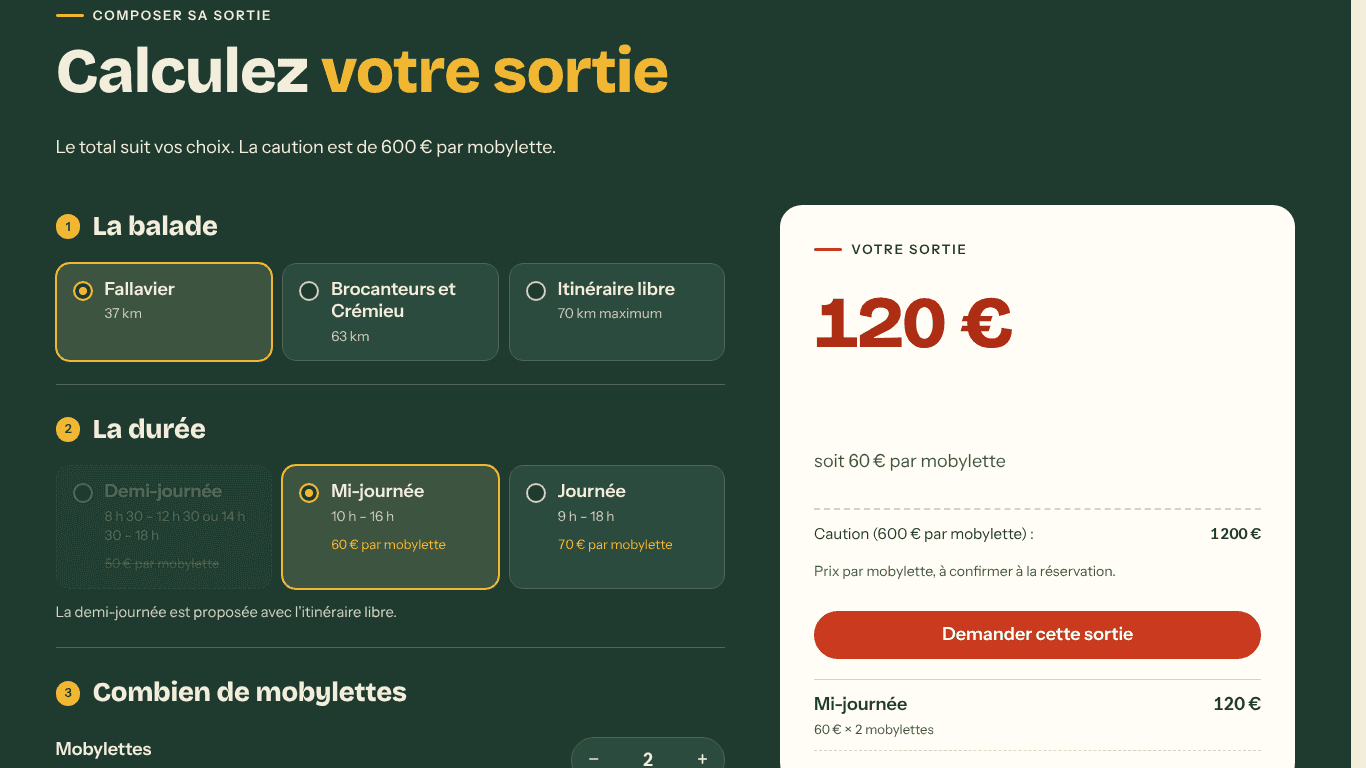 COMPOSER SA SORTIE
Calculez votre sortie
Le total suit vos choix. La caution est de 600 € par mobylette.
1 La balade
Fallavier
37 km
Brocanteurs et
Crémieu
63 km
Itinéraire libre
70 km maximum
2 La durée
Demi-journée
8 h 30 – 12 h 30 ou 14 h
30 – 18 h
50 € par mobylette
Mi-journée
10 h – 16 h
60 € par mobylette
Journée
9 h – 18 h
70 € par mobylette
La demi-journée est proposée avec l'itinéraire libre.
3 Combien de mobylettes
Mobylettes
− 2 +
VOTRE SORTIE
120 €
soit 60 € par mobylette
Caution (600 € par mobylette) : 1 200 €
Prix par mobylette, à confirmer à la réservation.
Demander cette sortie
Mi-journée 120 €
60 € × 2 mobylettes